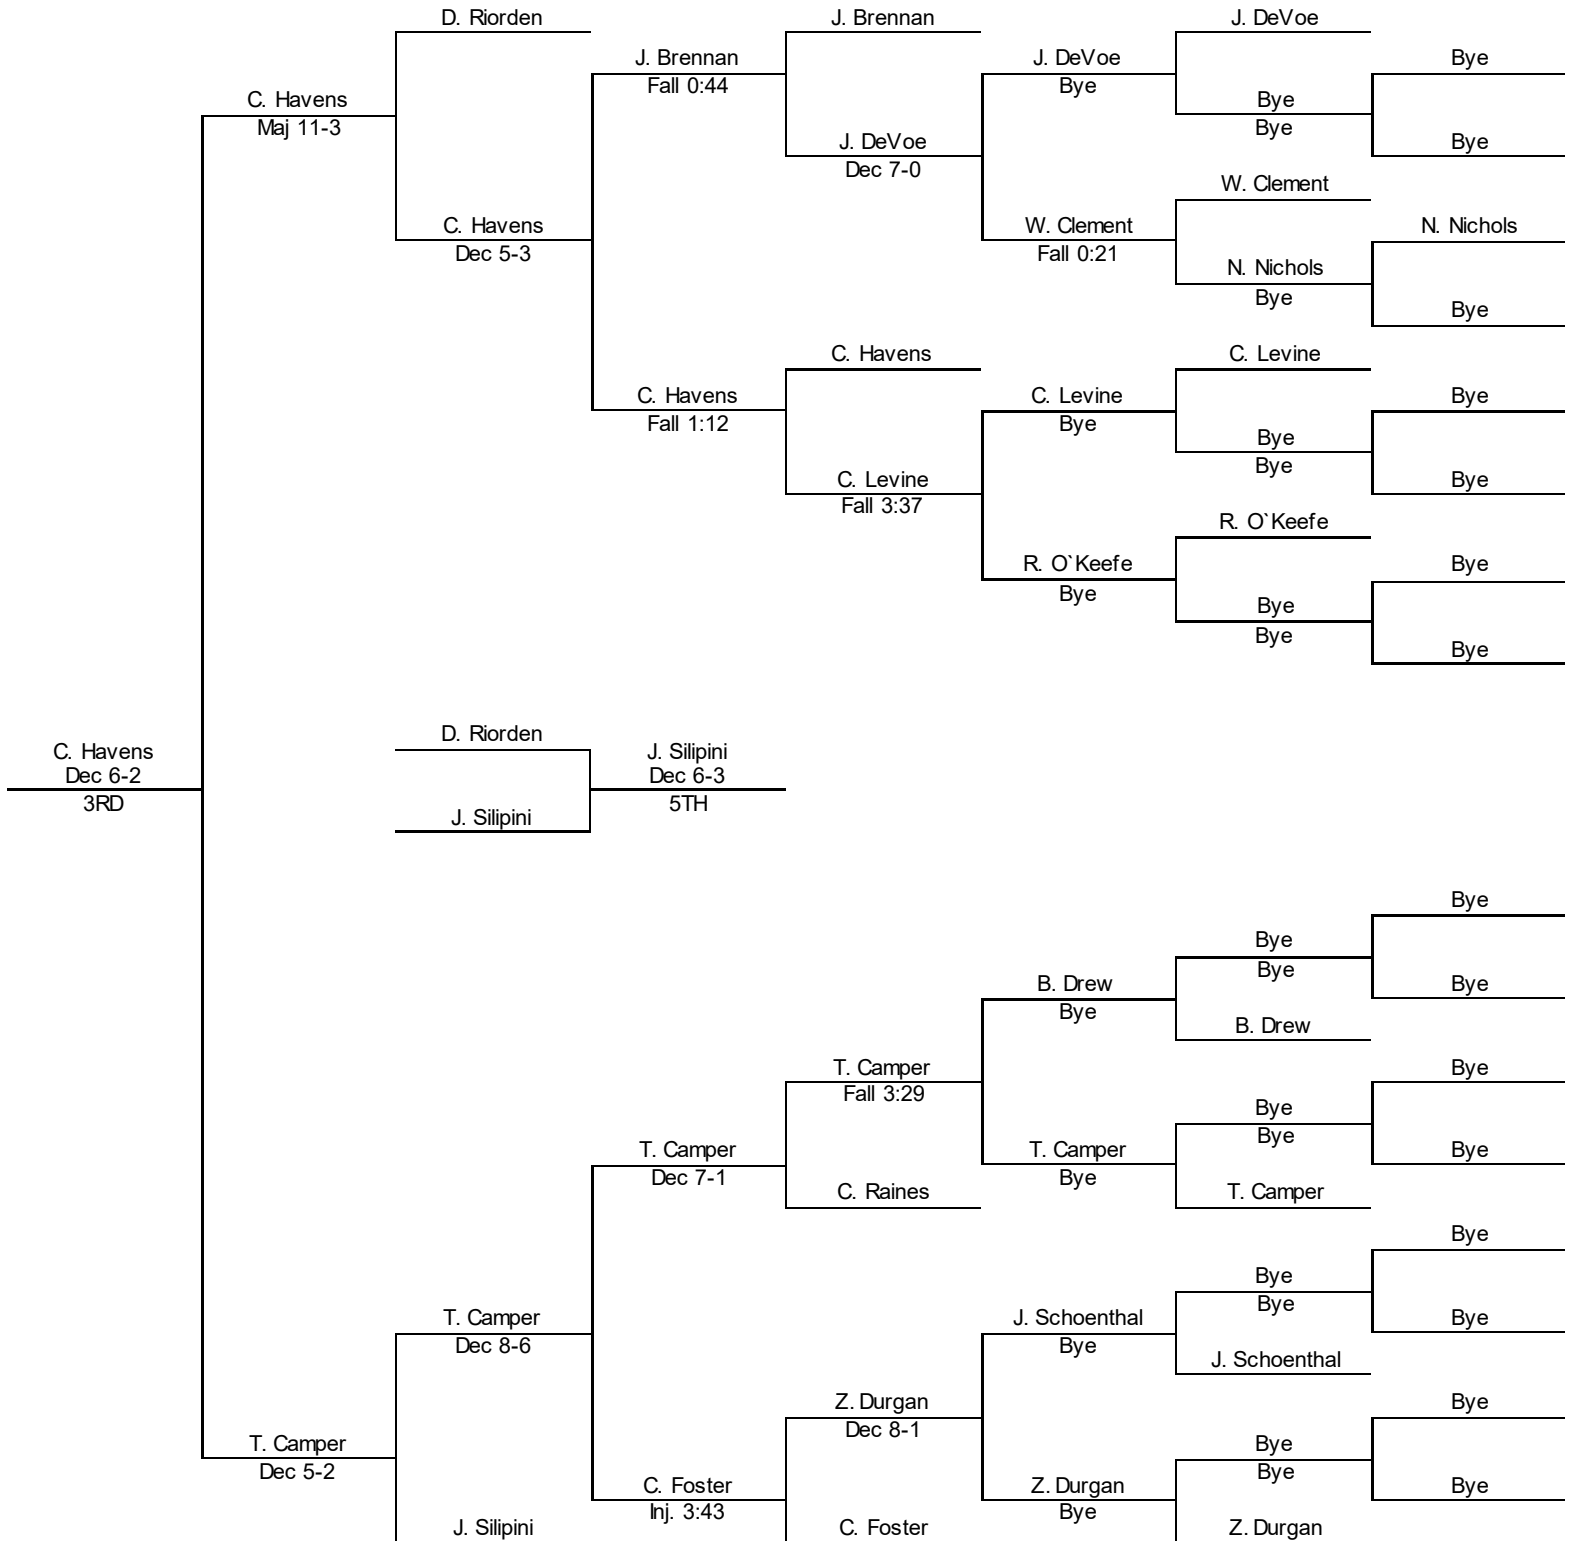 D. Riorden
J. Brennan
J. DeVoe
J. Brennan
Fall 0:44
J. DeVoe
Bye
Bye
C. Havens
Maj 11-3
Bye
Bye
J. DeVoe
Dec 7-0
Bye
W. Clement
C. Havens
Dec 5-3
W. Clement
Fall 0:21
N. Nichols
N. Nichols
Bye
Bye
C. Havens
C. Levine
C. Havens
Fall 1:12
C. Levine
Bye
Bye
Bye
Bye
C. Levine
Fall 3:37
Bye
R. O`Keefe
R. O`Keefe
Bye
Bye
Bye
Bye
Bye
D. Riorden
C. Havens
Dec 6-2
3RD
J. Silipini
Dec 6-3
5TH
J. Silipini
Bye
Bye
Bye
B. Drew
Bye
Bye
B. Drew
T. Camper
Fall 3:29
Bye
Bye
Bye
T. Camper
Dec 7-1
T. Camper
Bye
Bye
C. Raines
T. Camper
Bye
Bye
Bye
T. Camper
Dec 8-6
J. Schoenthal
Bye
Bye
J. Schoenthal
Z. Durgan
Dec 8-1
Bye
T. Camper
Dec 5-2
Bye
Bye
C. Foster
Inj. 3:43
Z. Durgan
Bye
Bye
J. Silipini
C. Foster
Z. Durgan